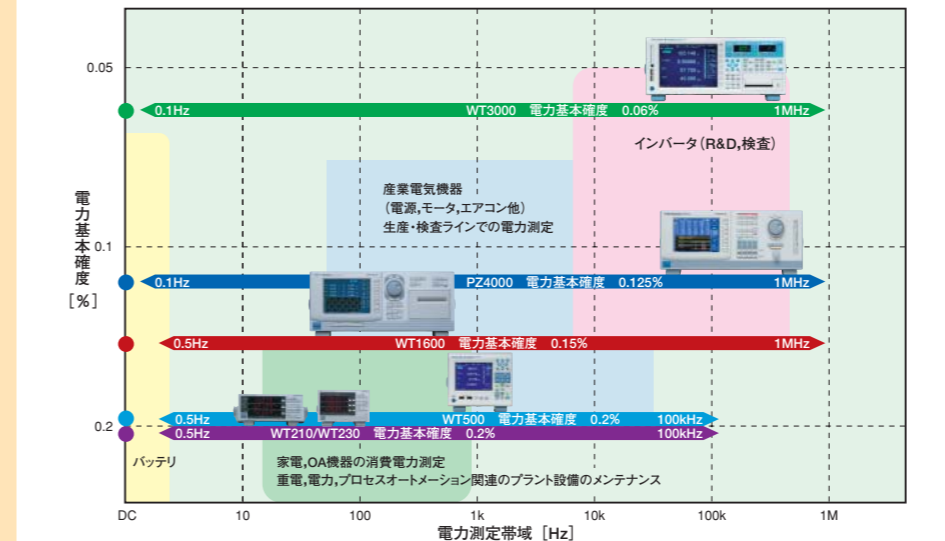 0.05
0.1Hz
WT3000 電力基本確度 0.06%
1MHz
インバータ(R&D,検査)
産業電気機器
(電源,モータ,エアコン他)
生産・検査ラインでの電力測定
電力基本確度
[%]
0.1
0.1Hz
PZ4000 電力基本確度 0.125%
1MHz
0.5Hz
WT1600 電力基本確度 0.15%
1MHz
0.5Hz
WT500 電力基本確度 0.2%
100kHz
0.2
0.5Hz
WT210/WT230 電力基本確度 0.2%
100kHz
バッテリ
家電,OA機器の消費電力測定
重電,電力,プロセスオートメーション関連のプラント設備のメンテナンス
DC
10
100
1k
10k
100k
1M
電力測定帯域 [Hz]